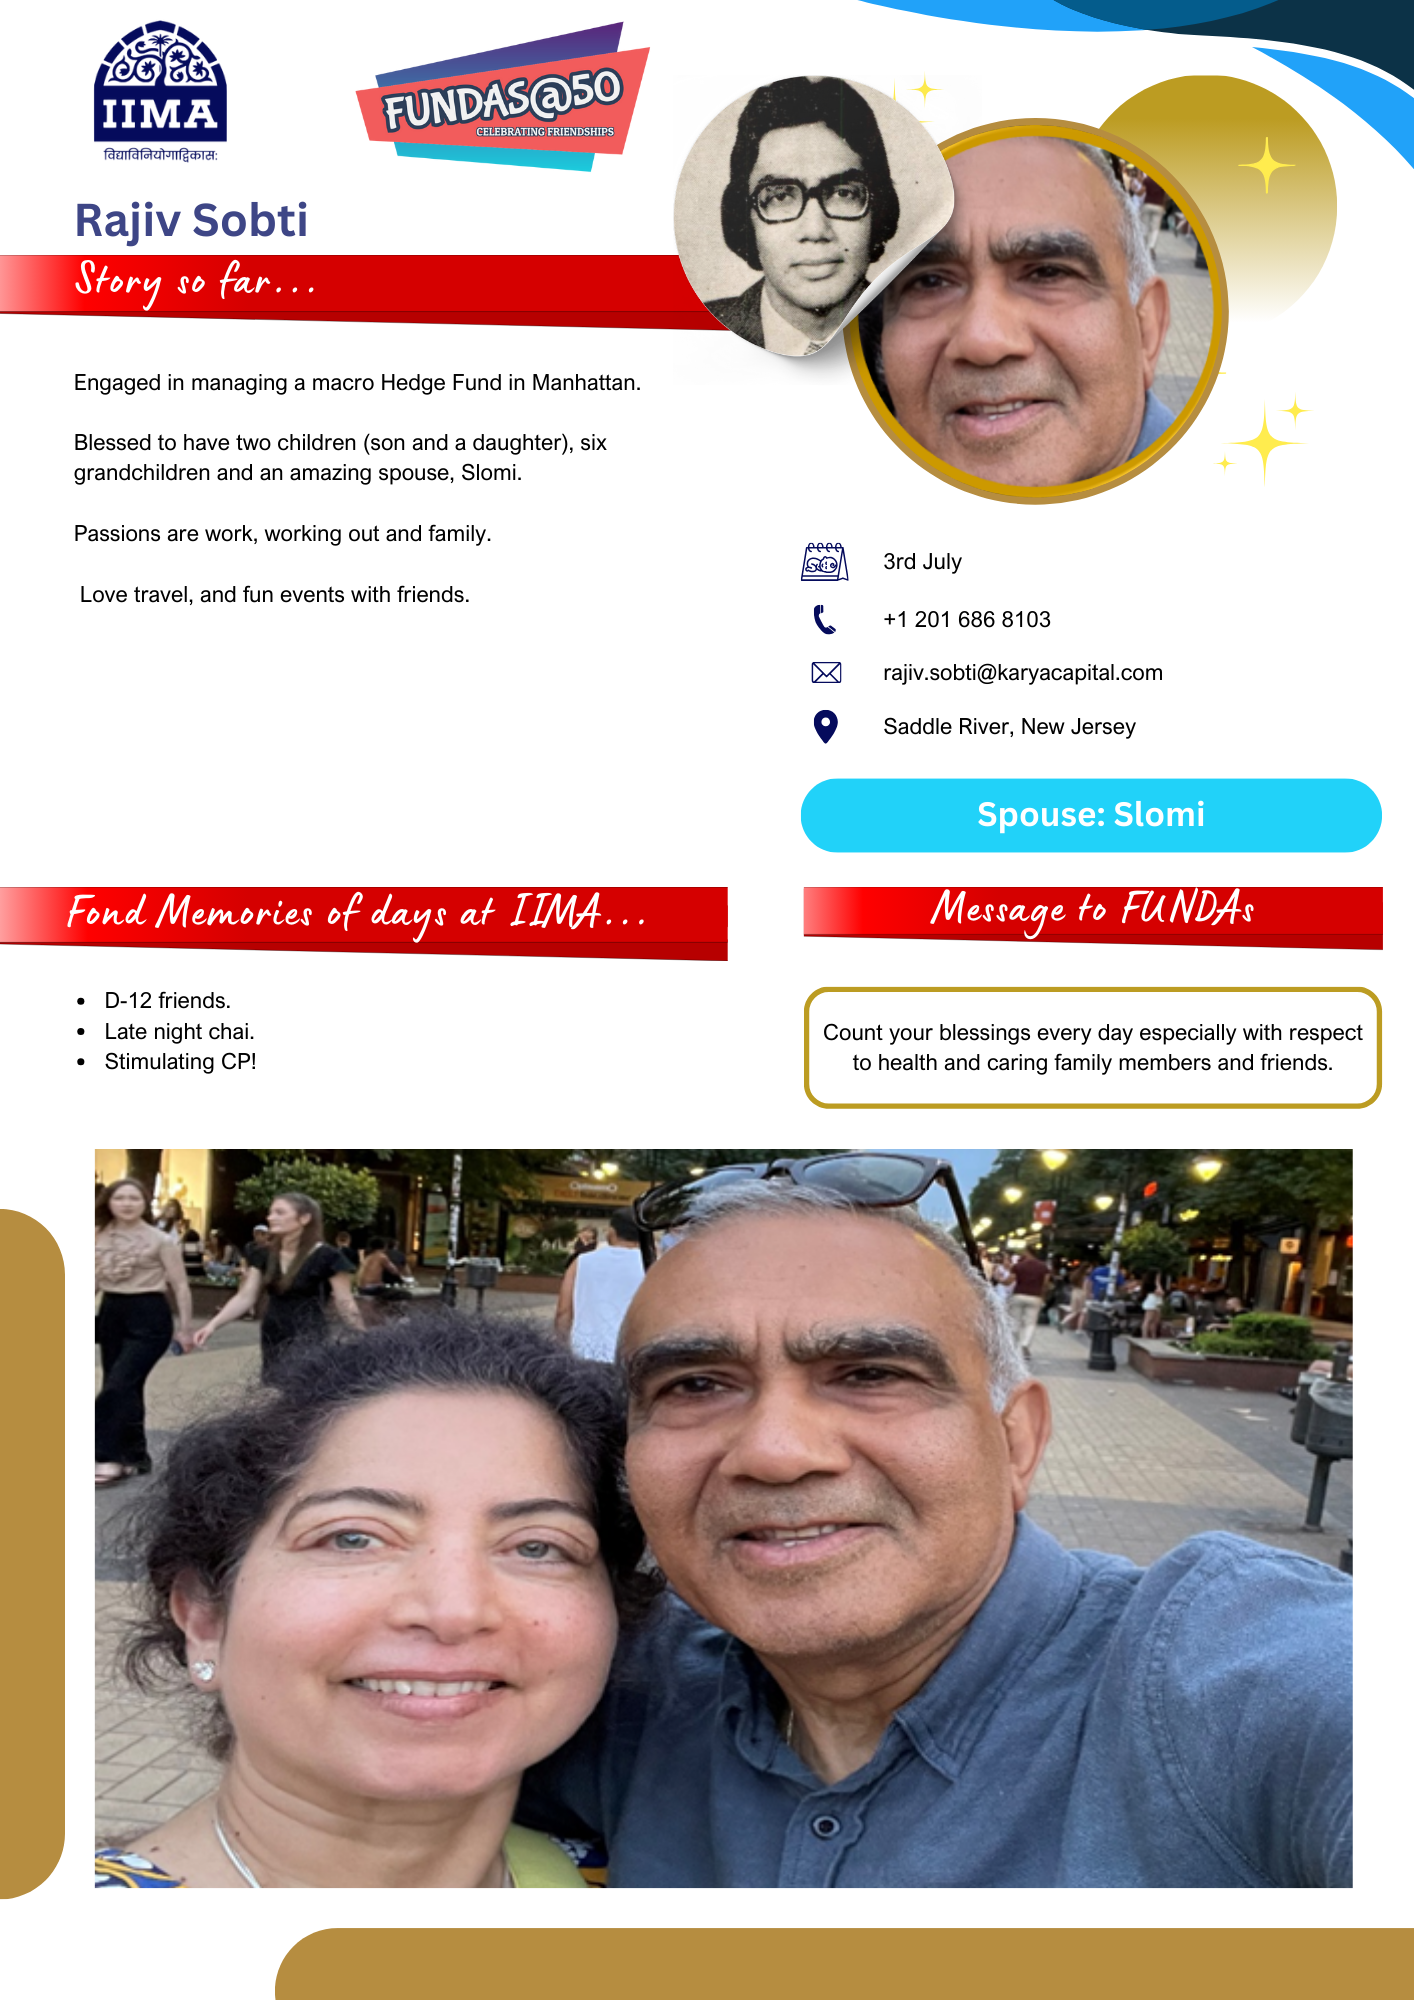 IIMA
विद्याविनियोगाद्विकासः
FUNDAS@50
CELEBRATING FRIENDSHIPS
Rajiv Sobti
Story so far...
Engaged in managing a macro Hedge Fund in Manhattan.
Blessed to have two children (son and a daughter), six
grandchildren and an amazing spouse, Slomi.
Passions are work, working out and family.
Love travel, and fun events with friends.
3rd July
+1 201 686 8103
rajiv.sobti@karyacapital.com
Saddle River, New Jersey
Spouse: Slomi
Fond Memories of days at IIMA...
• D-12 friends.
• Late night chai.
• Stimulating CP!
Message to FUNDAs
Count your blessings every day especially with respect
to health and caring family members and friends.